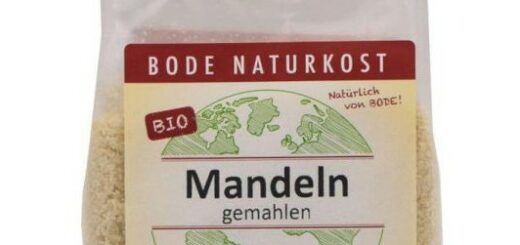 BODE NATURKOST
Natürlich
von BODE!
BIO
Mandeln
gemahlen